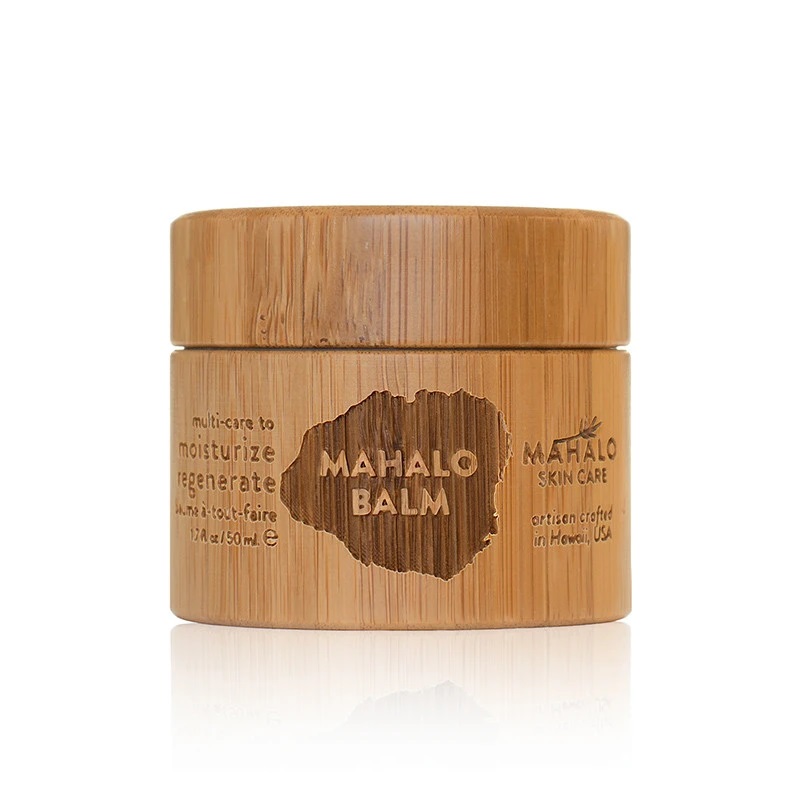 multi-care to
moisturize
regenerate
baume à-tout-faire
1.7 fl oz / 50 ml. e
MAHALO
BALM
MAHALO
SKIN CARE
artisan crafted
in Hawaii, USA